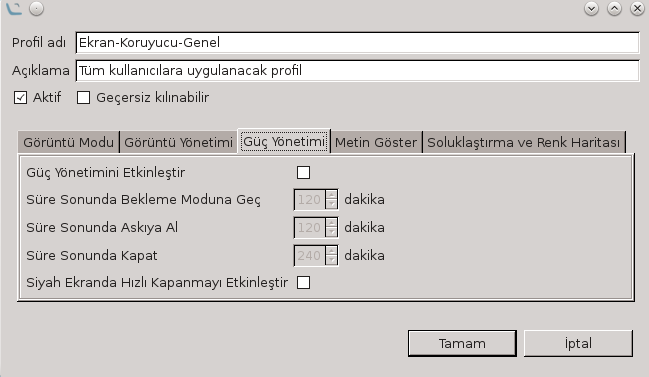 Profil adı Ekran-Koruyucu-Genel
Açıklama Tüm kullanıcılara uygulanacak profil
Aktif Geçersiz kılınabilir
Görüntü Modu Görüntü Yönetimi Güç Yönetimi Metin Göster Soluklaştırma ve Renk Haritası
Güç Yönetimini Etkinleştir
Süre Sonunda Bekleme Moduna Geç 120 dakika
Süre Sonunda Askıya Al 120 dakika
Süre Sonunda Kapat 240 dakika
Siyah Ekranda Hızlı Kapanmayı Etkinleştir
Tamam İptal